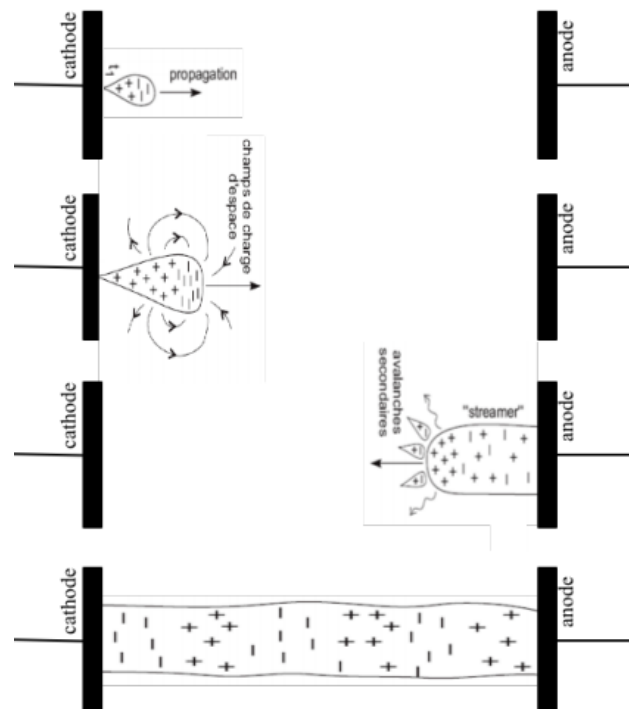 cathode
anode
t1
propagation
cathode
anode
champs de charge
d'espace
cathode
anode
avalanches
secondaires
"streamer"
cathode
anode